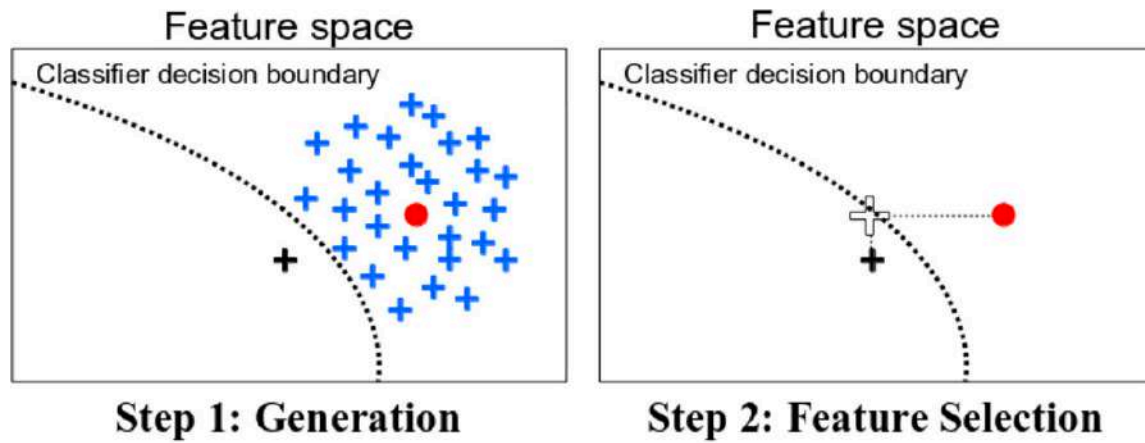 Feature space
Classifier decision boundary
Step 1: Generation
Feature space
Classifier decision boundary
Step 2: Feature Selection